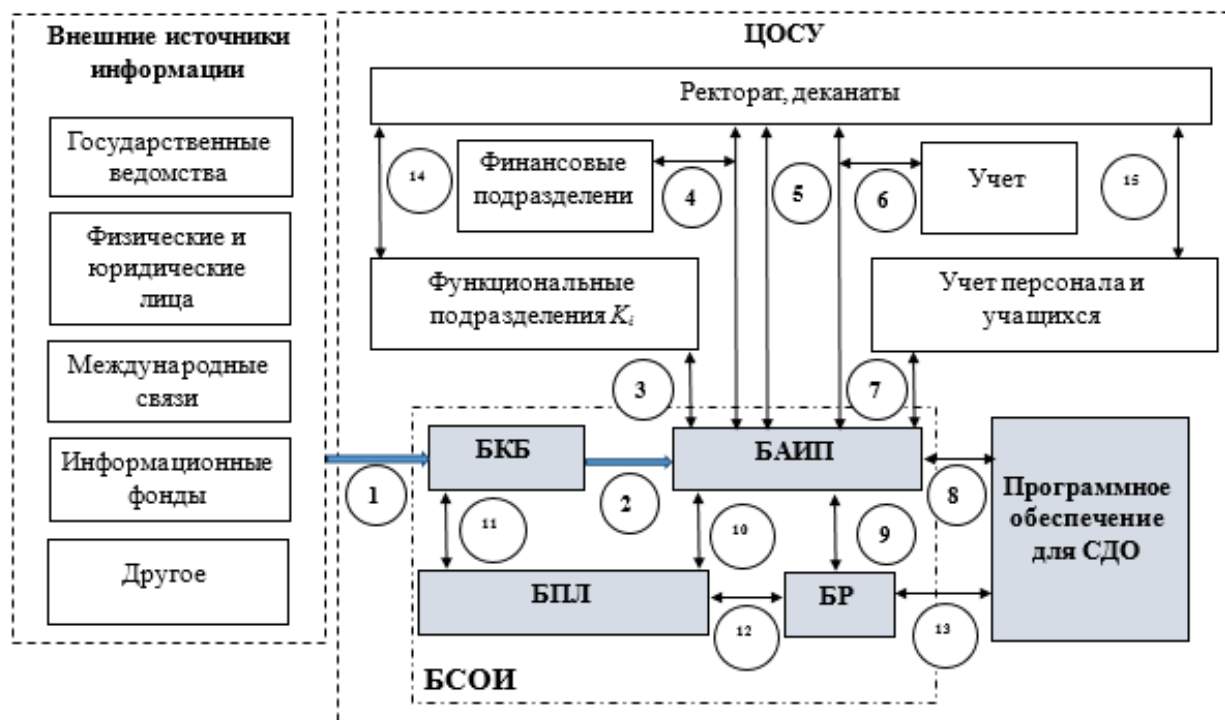 Внешние источники
информации
Государственные
ведомства
Физические и
юридические
лица
Международные
связи
Информационные
фонды
Другое
ЦОСУ
Ректорат, деканаты
14
Финансовые
подразделени
4
5
6
Учет
15
Функциональные
подразделения Kᵢ
Учет персонала и
учащихся
3
7
1
БКБ
2
БАИП
8
Программное
обеспечение
для СДО
11
10
9
БПЛ
12
БР
13
БСОИ